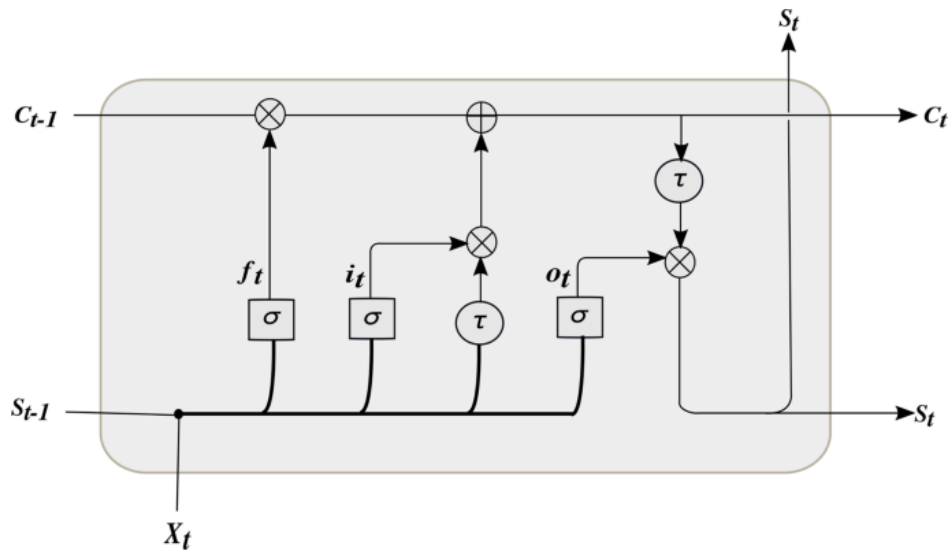 S_t
C_{t-1}
C_t
τ
f_t
i_t
o_t
σ
σ
τ
σ
S_{t-1}
S_t
X_t